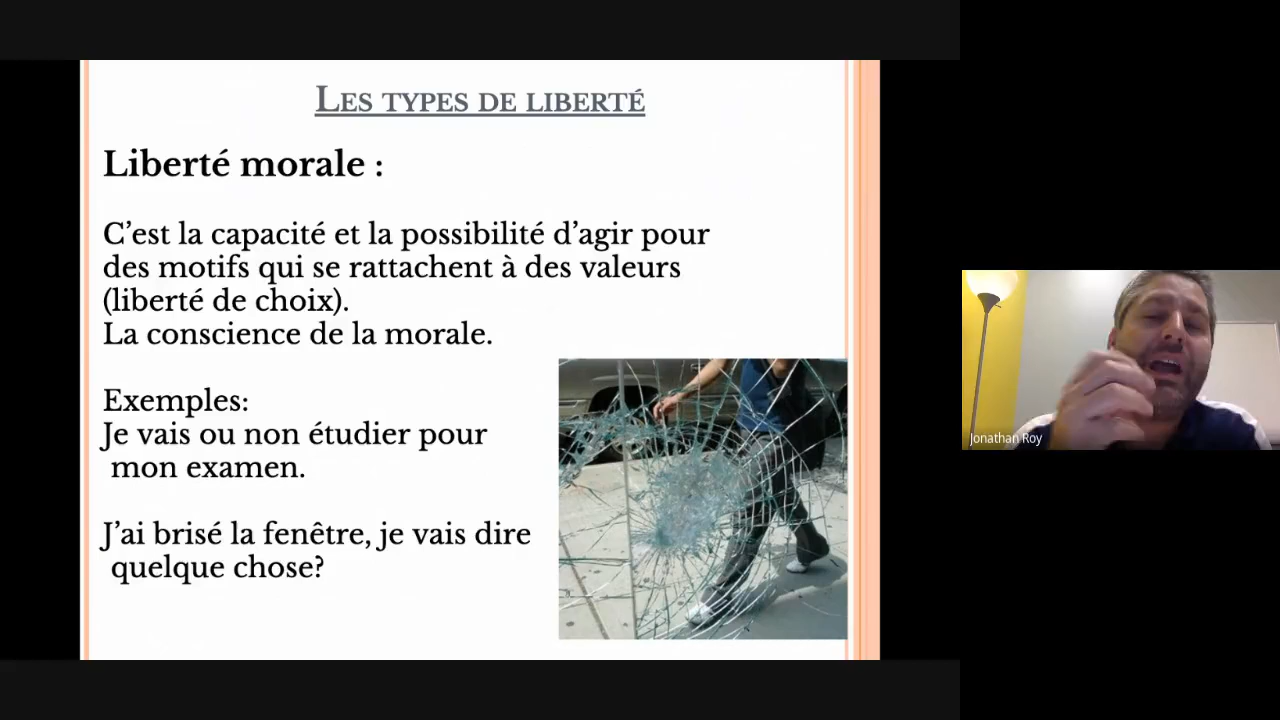 Les types de liberté
Liberté morale :
C’est la capacité et la possibilité d’agir pour
des motifs qui se rattachent à des valeurs
(liberté de choix).
La conscience de la morale.
Exemples:
Je vais ou non étudier pour
mon examen.
J’ai brisé la fenêtre, je vais dire
quelque chose?
Jonathan Roy